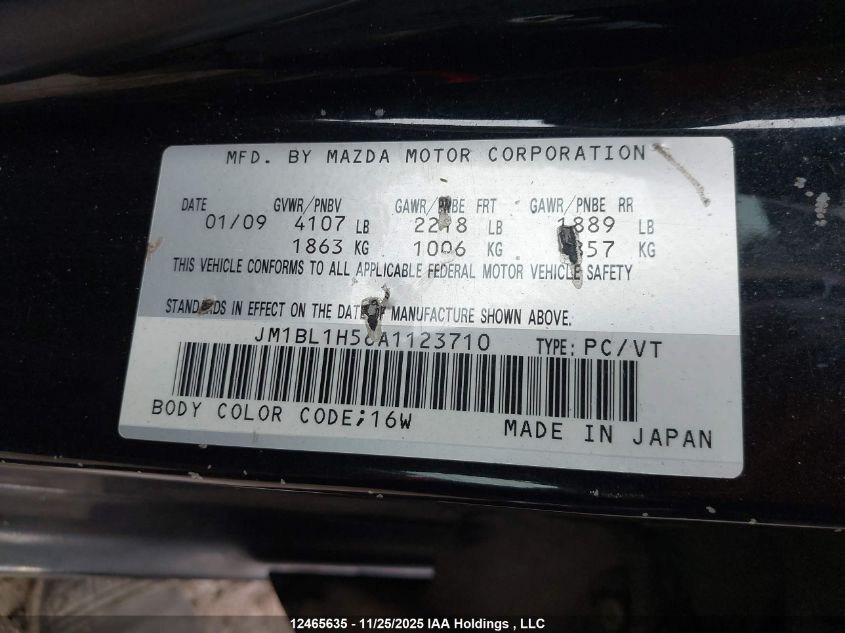 MFD. BY MAZDA MOTOR CORPORATION
DATE GVWR/PNBV GAWR/PNBE FRT GAWR/PNBE RR
01/09 4107 LB 2218 LB 1889 LB
1863 KG 1006 KG KG
THIS VEHICLE CONFORMS TO ALL APPLICABLE FEDERAL MOTOR VEHICLE SAFETY
STANDARDS IN EFFECT ON THE DATE OF MANUFACTURE SHOWN ABOVE.
JM1BL1H56A1123710 TYPE: PC/VT
BODY COLOR CODE;16W
MADE IN JAPAN
12465635 - 11/25/2025 IAA Holdings , LLC